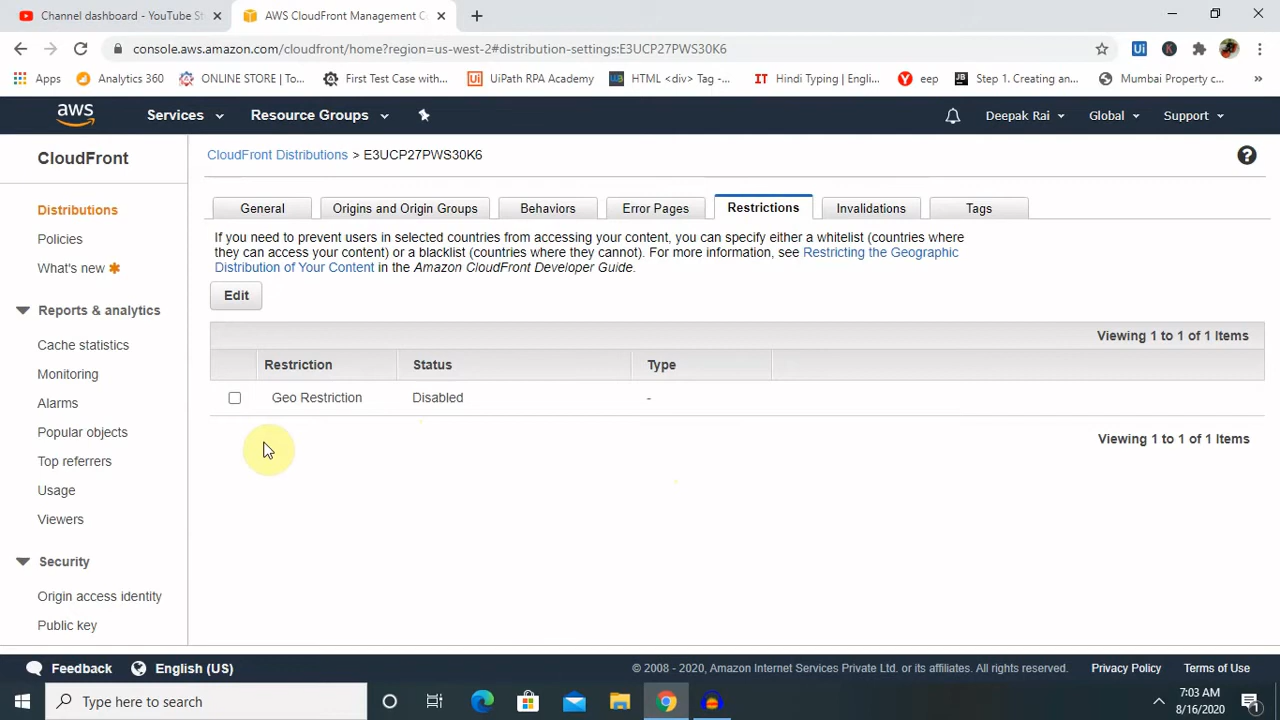 Channel dashboard - YouTube St
AWS CloudFront Management C
console.aws.amazon.com/cloudfront/home?region=us-west-2#distribution-settings:E3UCP27PWS30K6
Apps
Analytics 360
ONLINE STORE | To...
First Test Case with...
UiPath RPA Academy
HTML <div> Tag -...
Hindi Typing | Engli...
eep
Step 1. Creating an...
Mumbai Property c...
»
aws
Services
Resource Groups
Deepak Rai
Global
Support
CloudFront
CloudFront Distributions > E3UCP27PWS30K6
Distributions
Policies
What's new
Reports & analytics
Cache statistics
Monitoring
Alarms
Popular objects
Top referrers
Usage
Viewers
Security
Origin access identity
Public key
General
Origins and Origin Groups
Behaviors
Error Pages
Restrictions
Invalidations
Tags
If you need to prevent users in selected countries from accessing your content, you can specify either a whitelist (countries where
they can access your content) or a blacklist (countries where they cannot). For more information, see Restricting the Geographic
Distribution of Your Content in the Amazon CloudFront Developer Guide.
Edit
Viewing 1 to 1 of 1 Items
Restriction Status Type
Geo Restriction Disabled -
Viewing 1 to 1 of 1 Items
Feedback
English (US)
© 2008 - 2020, Amazon Internet Services Private Ltd. or its affiliates. All rights reserved.
Privacy Policy
Terms of Use
Type here to search
7:03 AM
8/16/2020